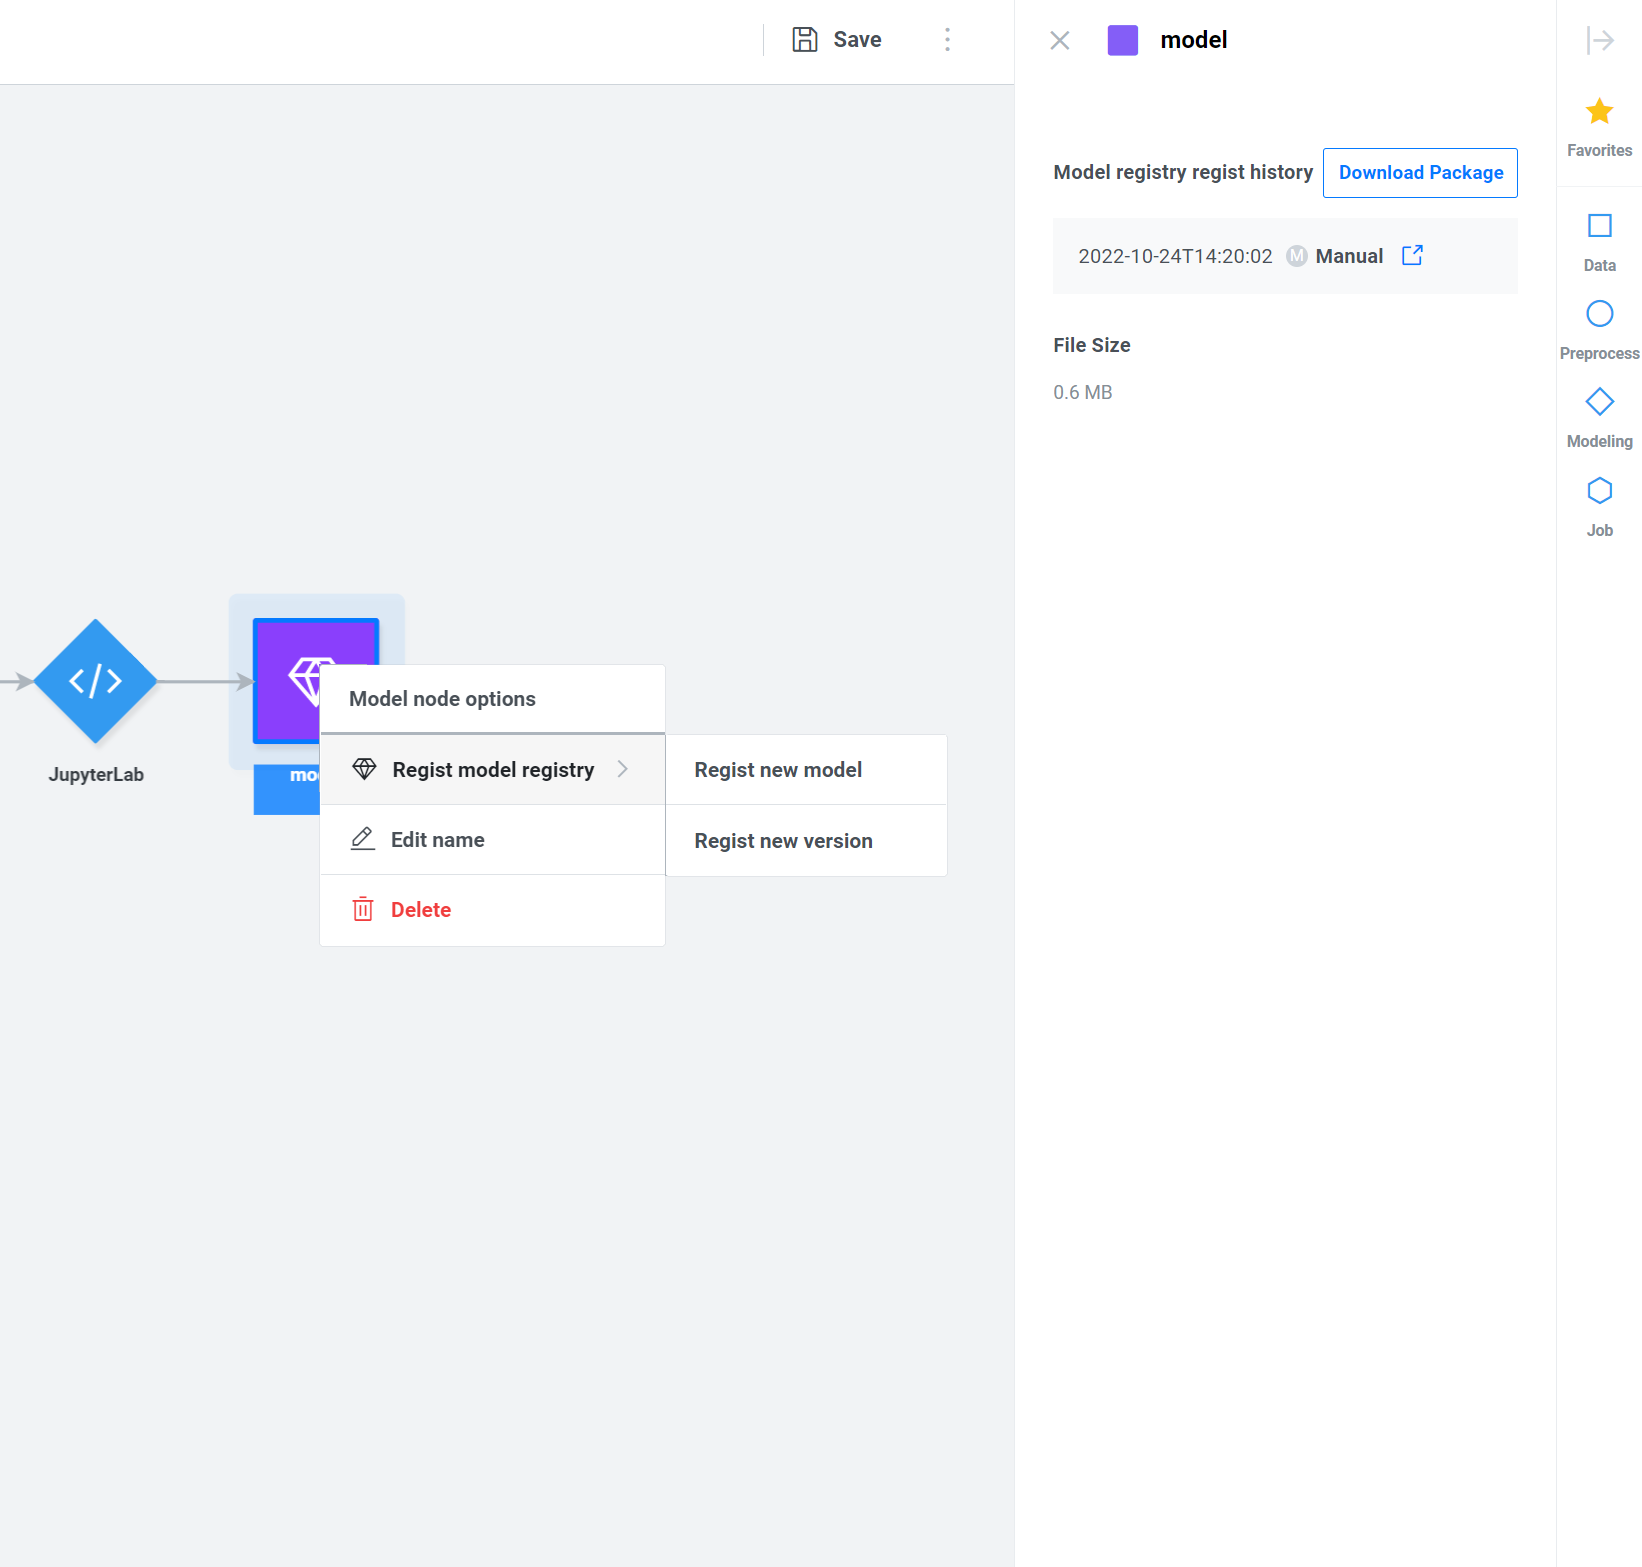 Save
model
Favorites
Model registry regist history
Download Package
2022-10-24T14:20:02 M Manual
Data
File Size
Preprocess
0.6 MB
Modeling
Job
JupyterLab
Model node options
Regist model registry
Regist new model
Edit name
Regist new version
Delete